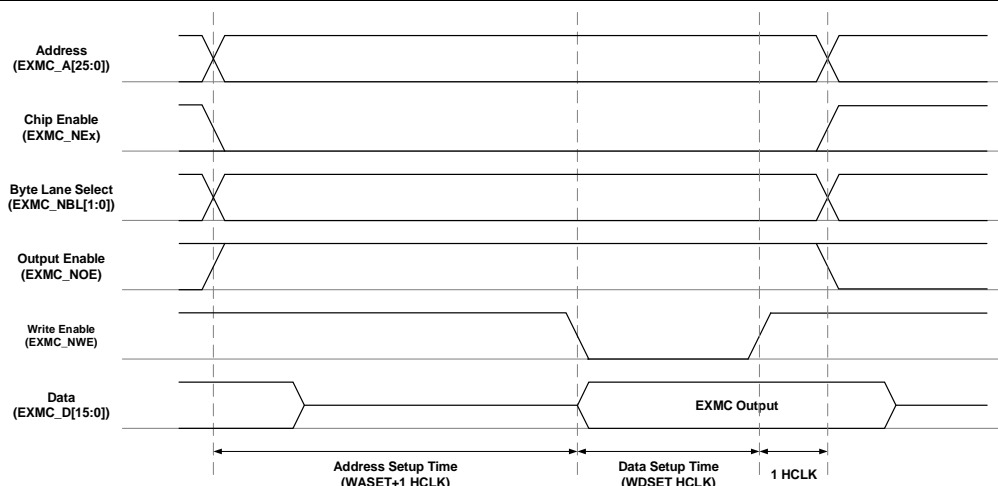 Address
(EXMC_A[25:0])
Chip Enable
(EXMC_NEx)
Byte Lane Select
(EXMC_NBL[1:0])
Output Enable
(EXMC_NOE)
Write Enable
(EXMC_NWE)
Data
(EXMC_D[15:0])
EXMC Output
Address Setup Time
(WASET+1 HCLK)
Data Setup Time
(WDSET HCLK)
1 HCLK